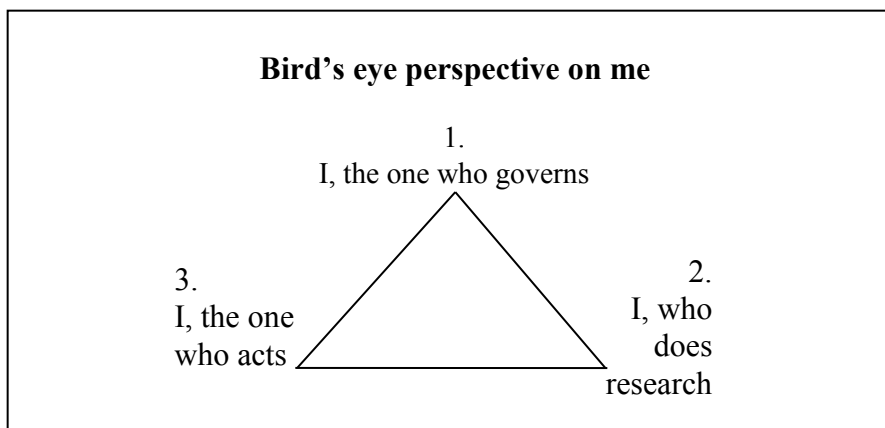 Bird’s eye perspective on me
1.
I, the one who governs
3.
I, the one
who acts
2.
I, who
does
research